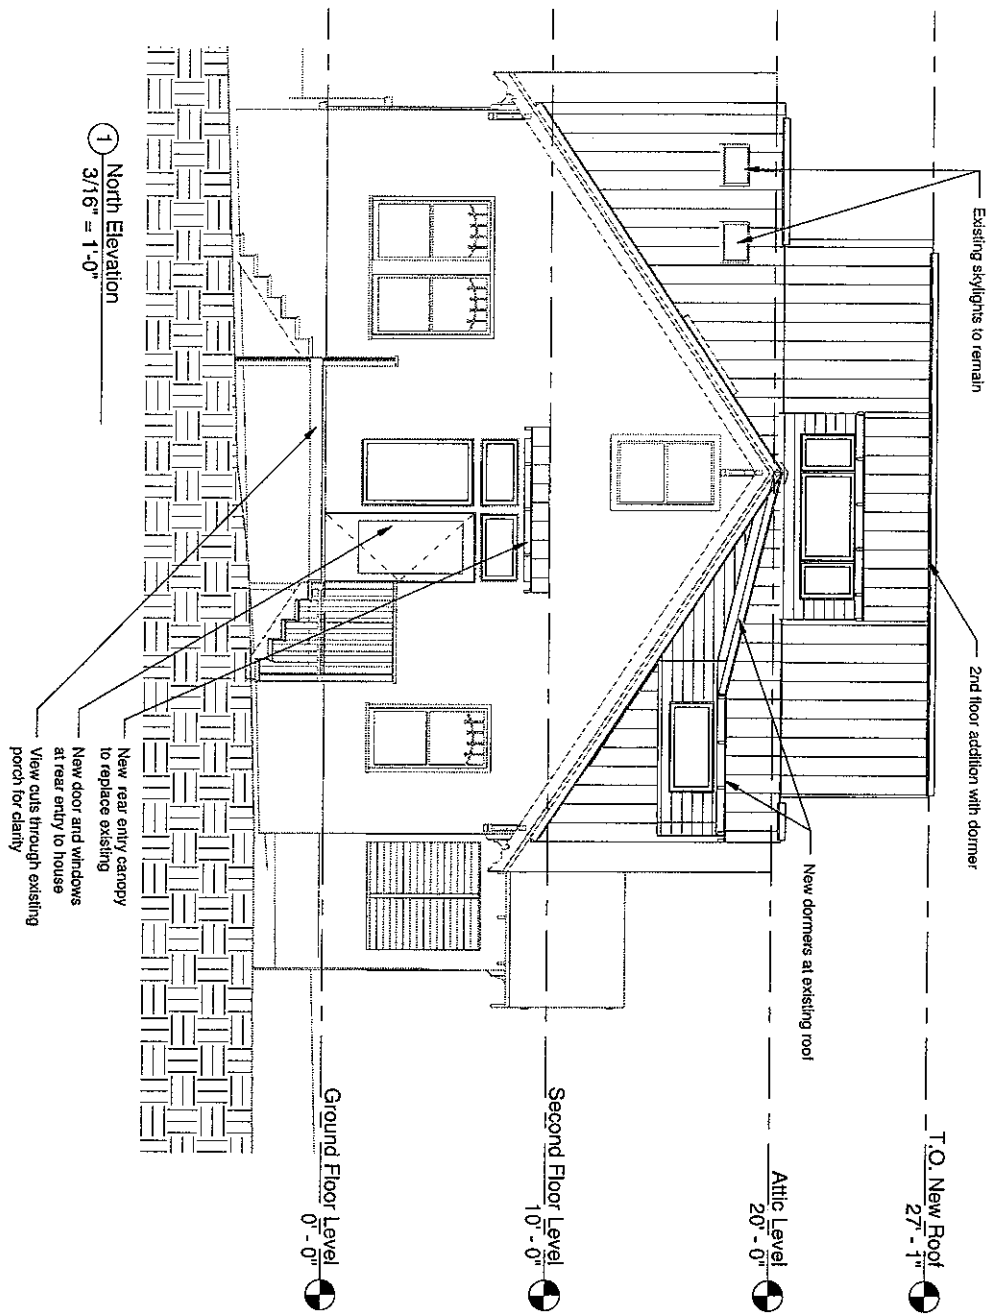 Existing skylights to remain
2nd floor addition with dormer
New dormers at existing roof
T.O. New Roof
27' - 1"
Attic Level
20' - 0"
Second Floor Level
10' - 0"
Ground Floor Level
0' - 0"
New rear entry canopy
to replace existing
New door and windows
at rear entry to house
View cuts through existing
porch for clarity
1
North Elevation
3/16" = 1'-0"